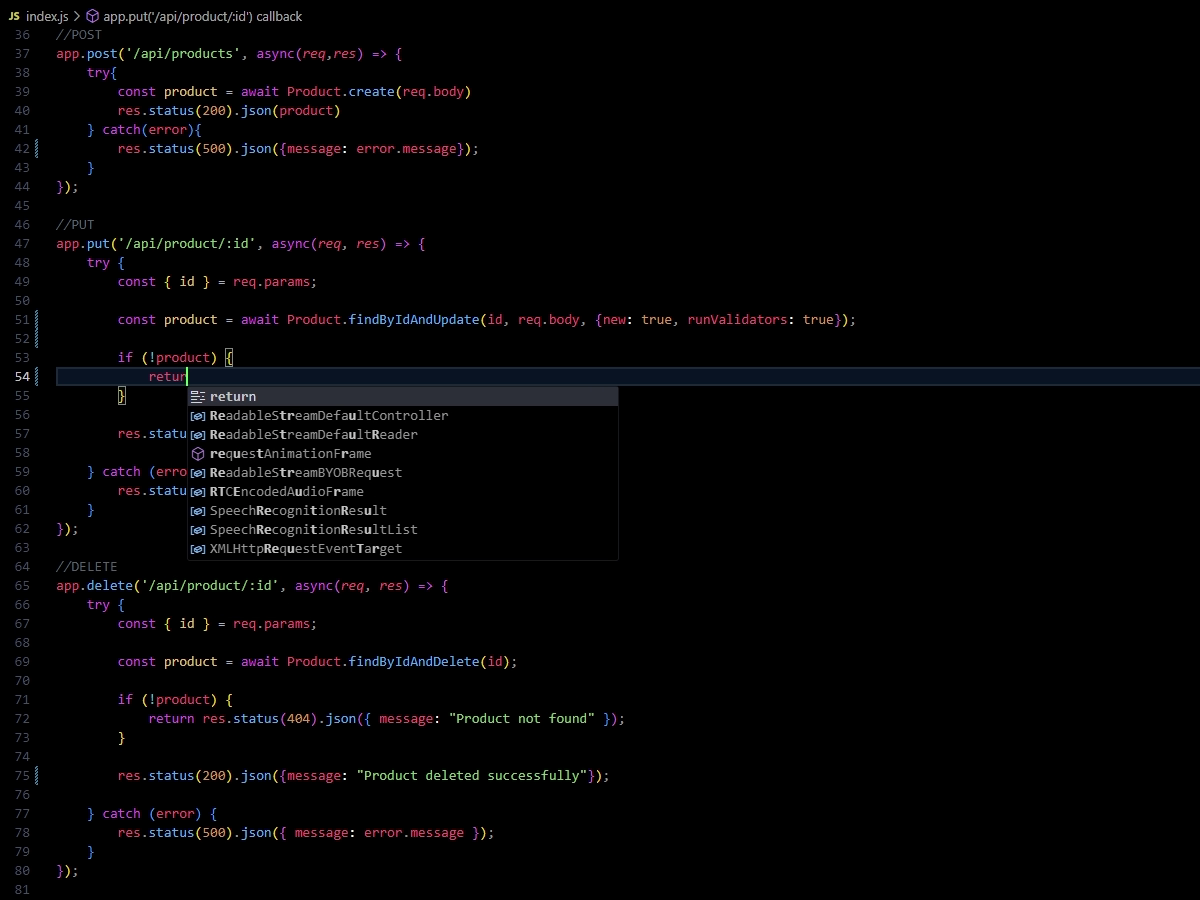 JS index.js > app.put('/api/product/:id') callback
36 //POST
37 app.post('/api/products', async(req,res) => {
38 try{
39 const product = await Product.create(req.body)
40 res.status(200).json(product)
41 } catch(error){
42 res.status(500).json({message: error.message});
43 }
44 });
45
46 //PUT
47 app.put('/api/product/:id', async(req, res) => {
48 try {
49 const { id } = req.params;
50
51 const product = await Product.findByIdAndUpdate(id, req.body, {new: true, runValidators: true});
52
53 if (!product) {
54 retur
return
55 }
56 ReadableStreamDefaultController
57 res.statu ReadableStreamDefaultReader
58 requestAnimationFrame
59 } catch (erro ReadableStreamBYOBRequest
60 res.statu RTCEncodedAudioFrame
61 } SpeechRecognitionResult
62 }); SpeechRecognitionResultList
63 XMLHttpRequestEventTarget
64 //DELETE
65 app.delete('/api/product/:id', async(req, res) => {
66 try {
67 const { id } = req.params;
68
69 const product = await Product.findByIdAndDelete(id);
70
71 if (!product) {
72 return res.status(404).json({ message: "Product not found" });
73 }
74
75 res.status(200).json({message: "Product deleted successfully"});
76
77 } catch (error) {
78 res.status(500).json({ message: error.message });
79 }
80 });
81